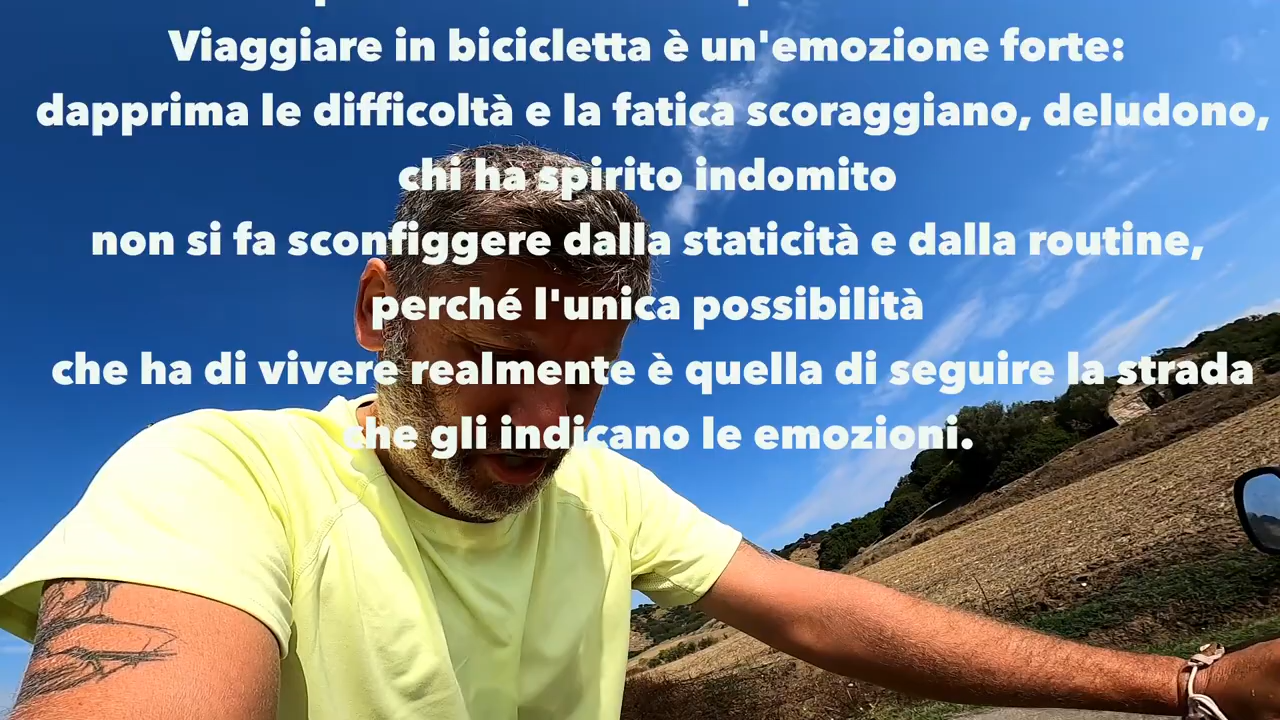 Viaggiare in bicicletta è un'emozione forte:
dapprima le difficoltà e la fatica scoraggiano, deludono,
chi ha spirito indomito
non si fa sconfiggere dalla staticità e dalla routine,
perché l'unica possibilità
che ha di vivere realmente è quella di seguire la strada
che gli indicano le emozioni.